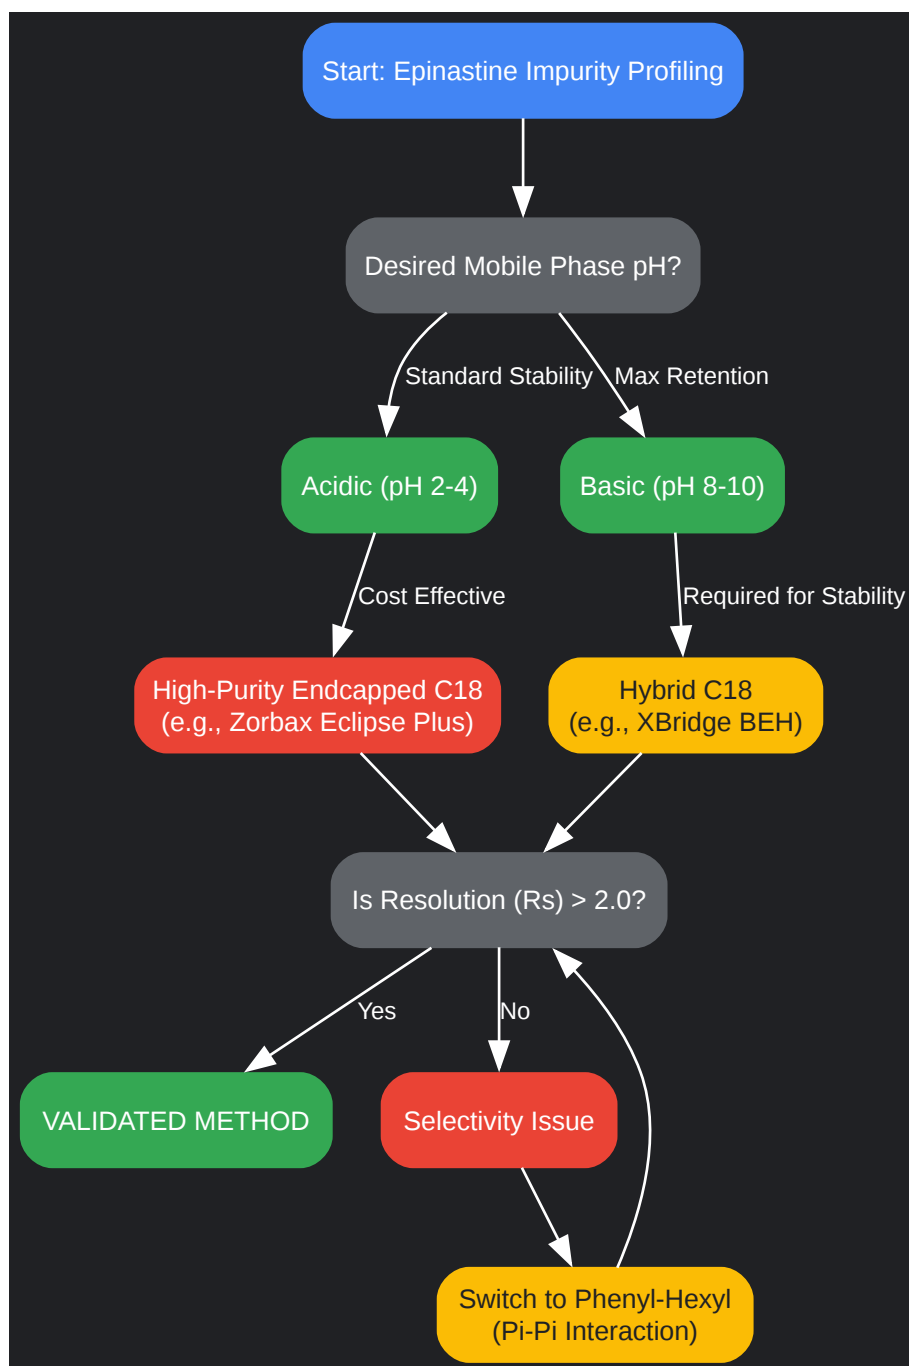 Start: Epinastine Impurity Profiling
Desired Mobile Phase pH?
Standard Stability
Max Retention
Acidic (pH 2-4)
Basic (pH 8-10)
Cost Effective
Required for Stability
High-Purity Endcapped C18
(e.g., Zorbax Eclipse Plus)
Hybrid C18
(e.g., XBridge BEH)
Is Resolution (Rs) > 2.0?
Yes
No
VALIDATED METHOD
Selectivity Issue
Switch to Phenyl-Hexyl
(Pi-Pi Interaction)